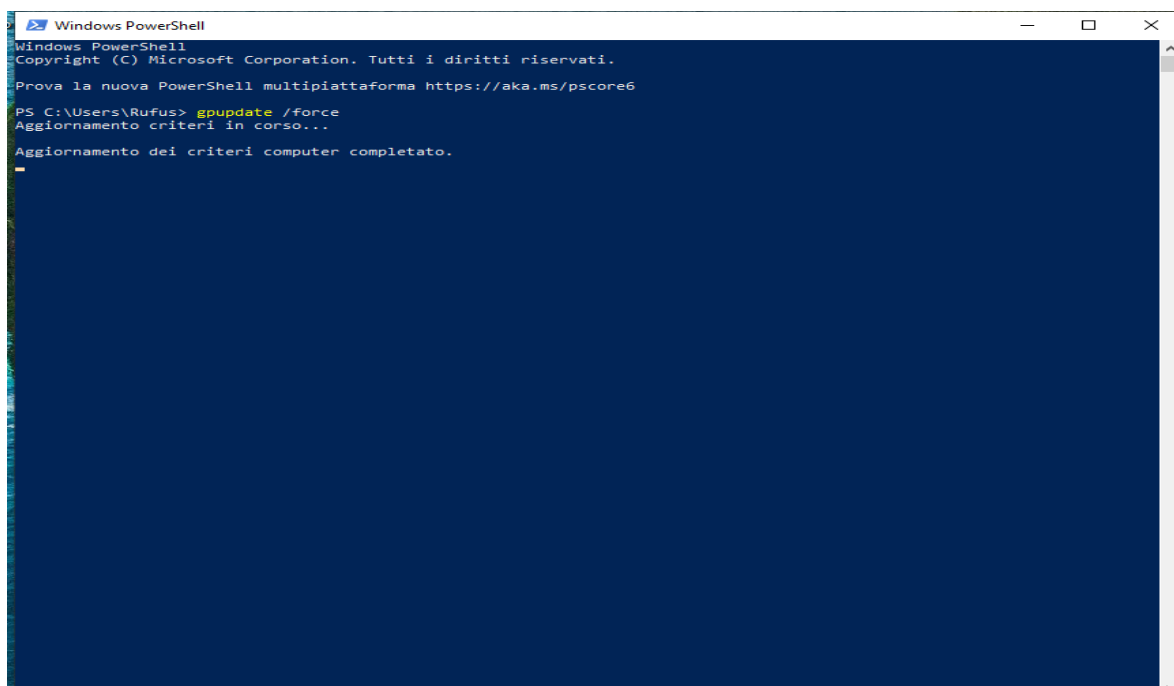 Windows PowerShell
Windows PowerShell
Copyright (C) Microsoft Corporation. Tutti i diritti riservati.
Prova la nuova PowerShell multipiattaforma https://aka.ms/pscore6
PS C:\Users\Rufus> gpupdate /force
Aggiornamento criteri in corso...
Aggiornamento dei criteri computer completato.